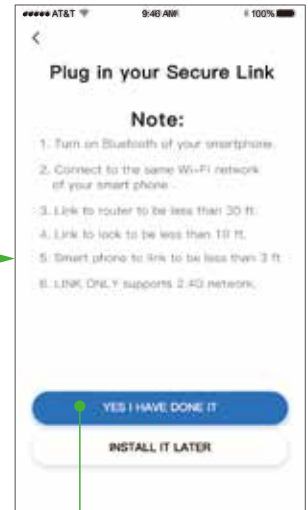 AT&T 9:46 AM 100%
Plug in your Secure Link
Note:
1. Turn on Bluetooth of your smartphone.
2. Connect to the same Wi-Fi network
of your smart phone
3. Link to router to be less than 30 ft.
4. Link to lock to be less than 10 ft.
5. Smart phone to link to be less than 3 ft
6. LINK ONLY supports 2.4G network.
YES I HAVE DONE IT
INSTALL IT LATER